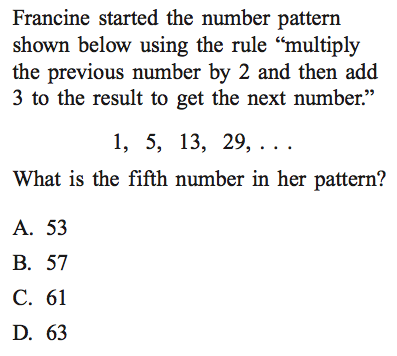 Francine started the number pattern
shown below using the rule “multiply
the previous number by 2 and then add
3 to the result to get the next number.”
1, 5, 13, 29, . . .
What is the fifth number in her pattern?
A. 53
B. 57
C. 61
D. 63